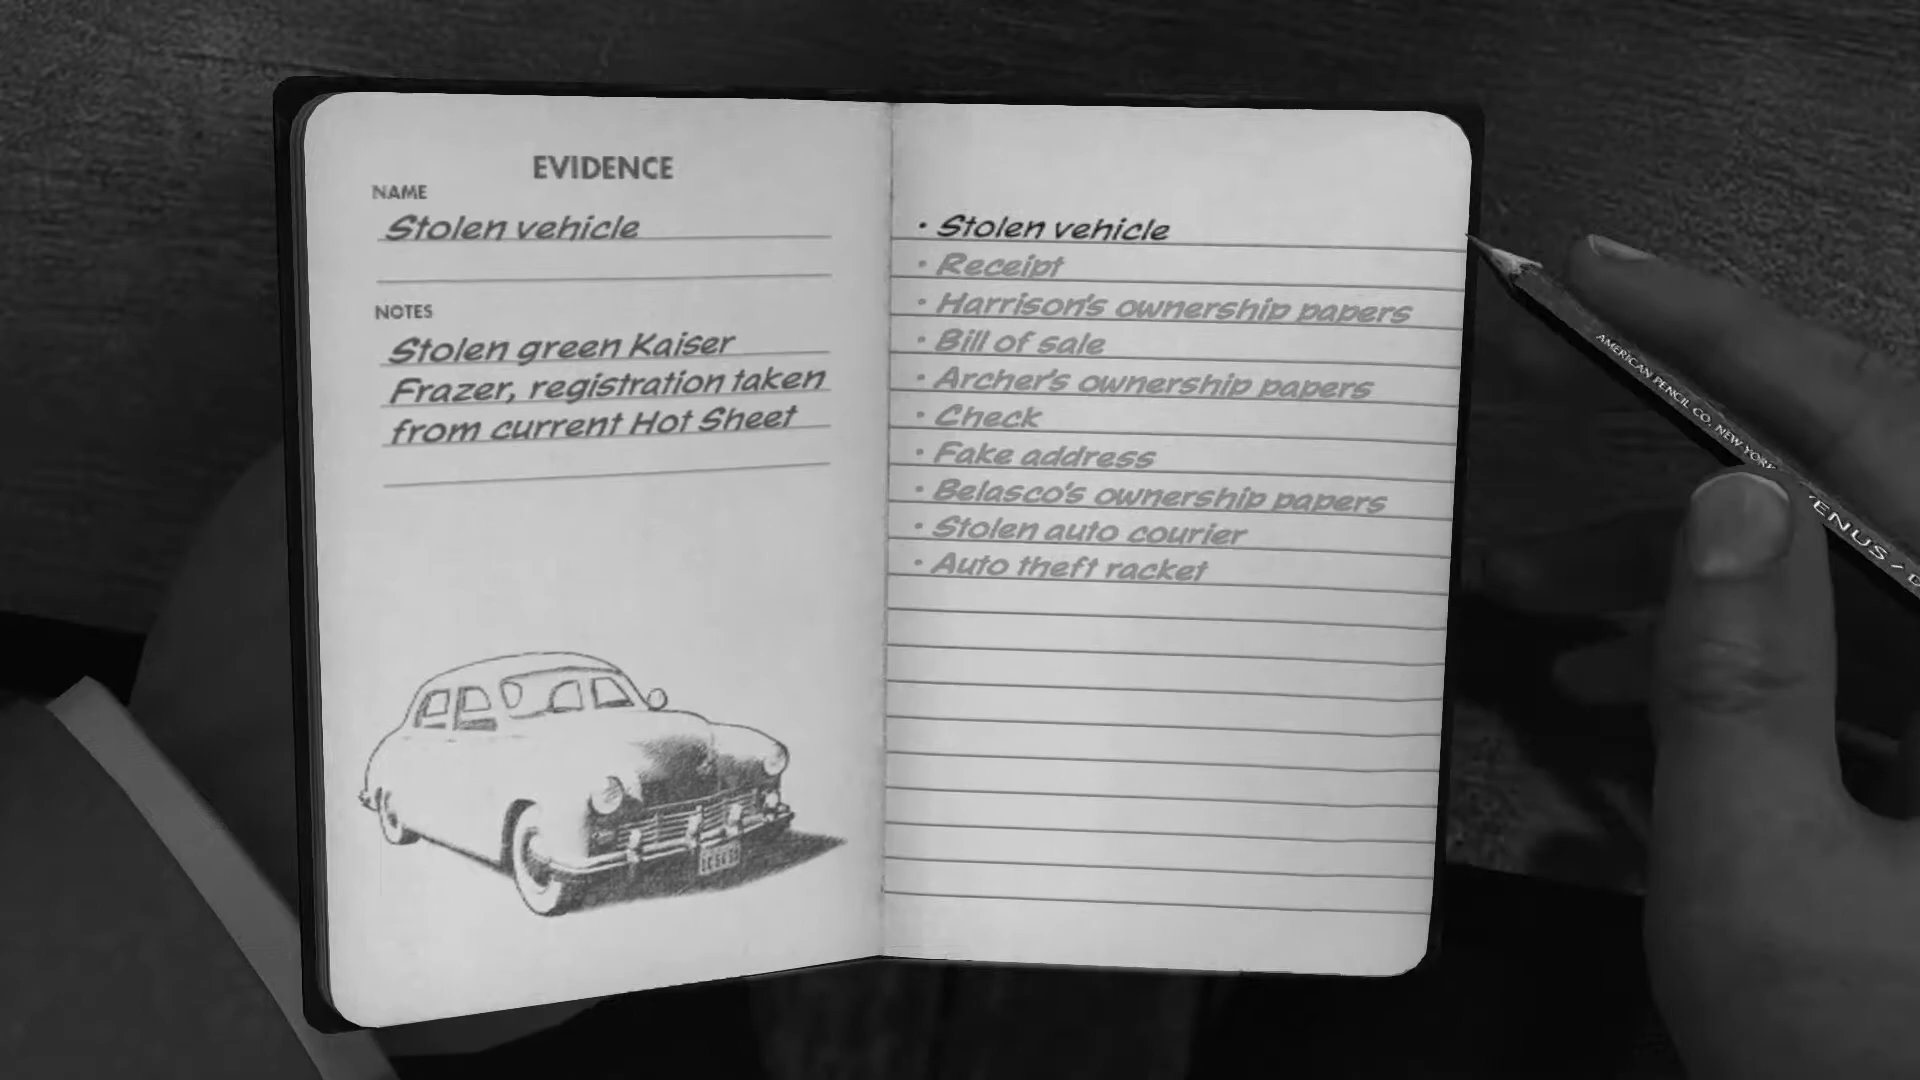 EVIDENCE
NAME
Stolen vehicle
NOTES
Stolen green Kaiser
Frazer, registration taken
from current Hot Sheet
• Stolen vehicle
• Receipt
• Harrison's ownership papers
• Bill of sale
• Archer's ownership papers
• Check
• Fake address
• Belasco's ownership papers
• Stolen auto courier
• Auto theft racket
AMERICAN PENCIL CO. NEW YORK